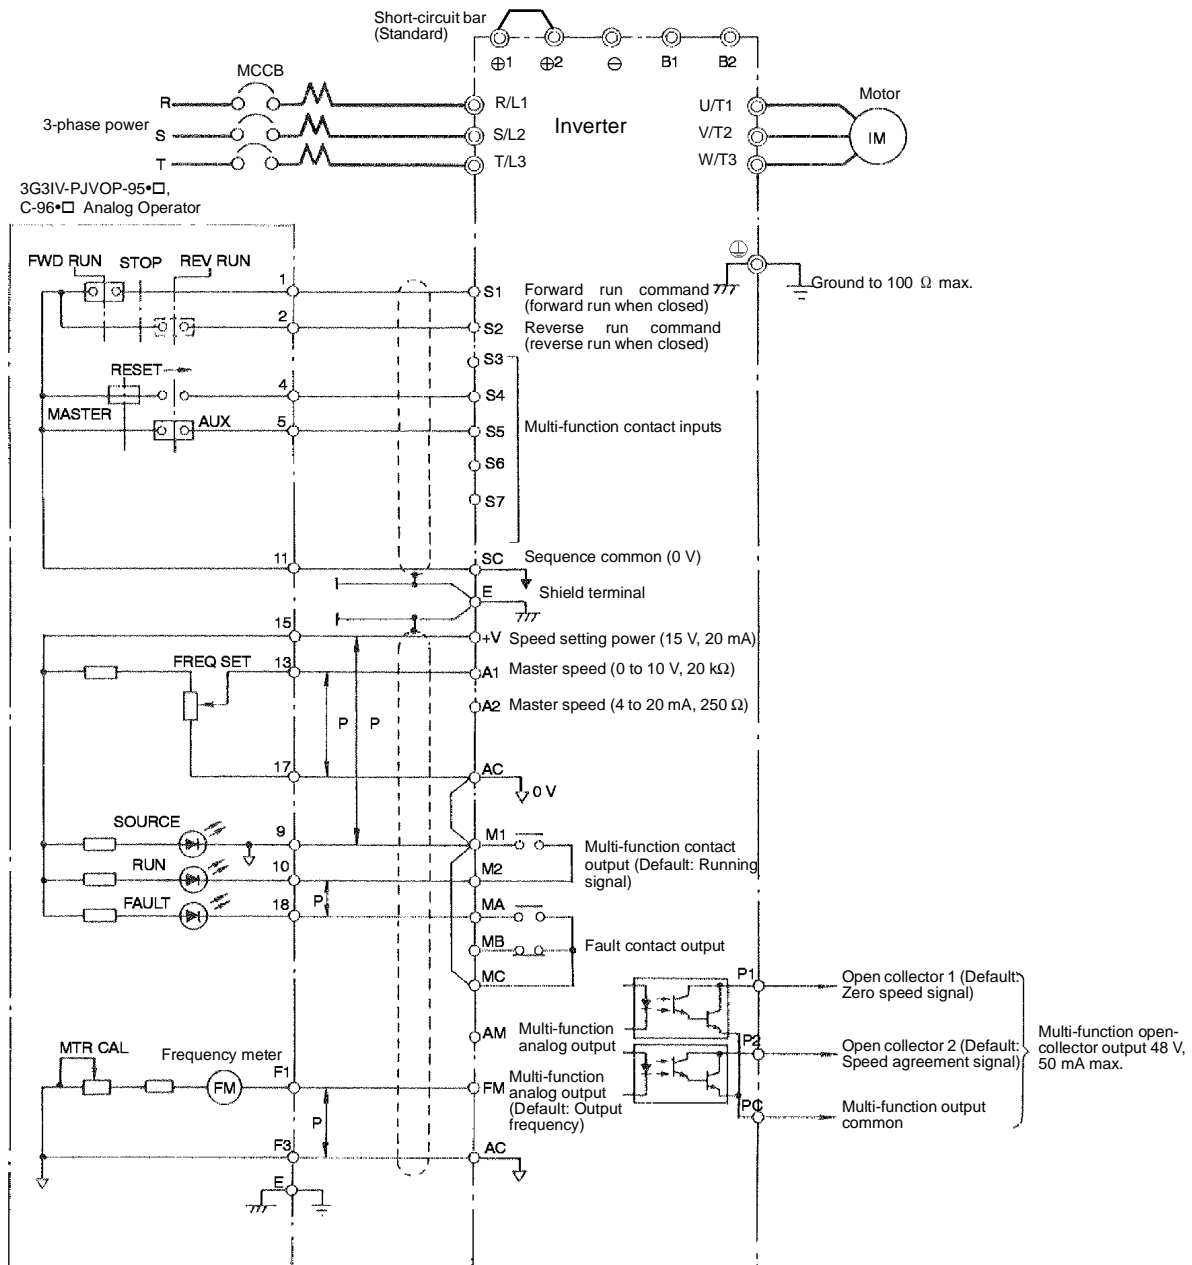 Short-circuit bar
(Standard)
⊕1
⊕2
⊖
B1
B2
MCCB
R
S
T
3-phase power
R/L1
S/L2
T/L3
Inverter
U/T1
V/T2
W/T3
Motor
IM
3G3IV-PJVOP-95•□,
C-96•□ Analog Operator
FWD RUN
STOP
REV RUN
1
S1
Forward run command
(forward run when closed)
Ground to 100 Ω max.
2
S2
Reverse run command
(reverse run when closed)
S3
RESET
4
S4
MASTER
AUX
5
S5
Multi-function contact inputs
S6
S7
11
SC
Sequence common (0 V)
E
Shield terminal
15
+V
Speed setting power (15 V, 20 mA)
FREQ SET
13
A1
Master speed (0 to 10 V, 20 kΩ)
A2
Master speed (4 to 20 mA, 250 Ω)
P
P
17
AC
0 V
SOURCE
9
M1
Multi-function contact
output (Default: Running
signal)
RUN
10
M2
FAULT
18
P
MA
MB
Fault contact output
MC
P1
Open collector 1 (Default:
Zero speed signal)
AM
Multi-function
analog output
P2
Open collector 2 (Default:
Speed agreement signal)
Multi-function open-
collector output 48 V,
50 mA max.
MTR CAL
Frequency meter
FM
F1
FM
Multi-function
analog output
(Default: Output
frequency)
PC
Multi-function output
common
P
F3
AC
E